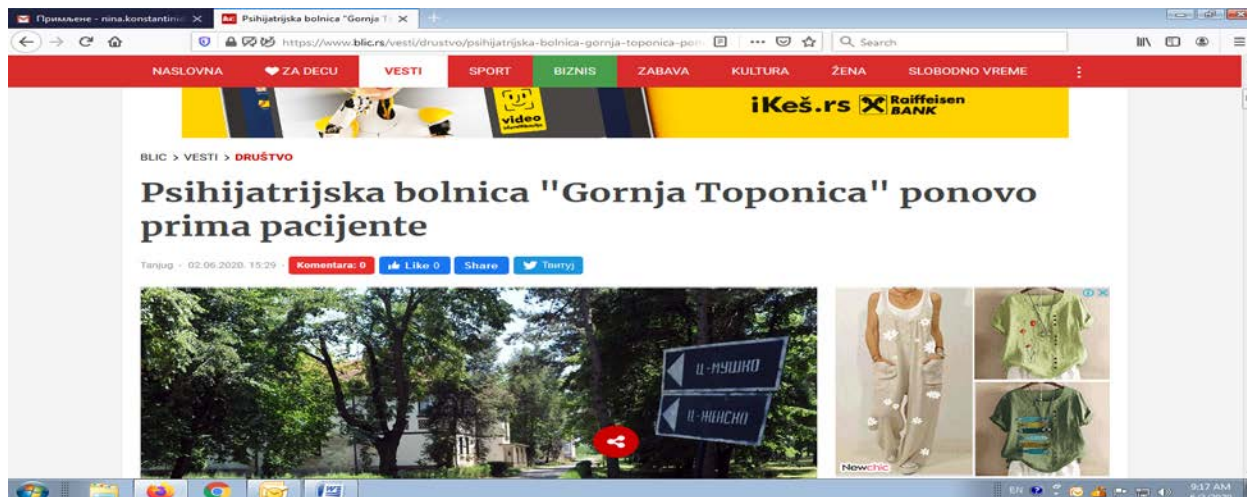 Примљене - nina.konstantini
Psihijatrijska bolnica "Gornja T
https://www.blic.rs/vesti/drustvo/psihijatrijska-bolnica-gornja-toponica-pon
Search
NASLOVNA ZA DECU VESTI SPORT BIZNIS ZABAVA KULTURA ŽENA SLOBODNO VREME
video
iKeš.rs Raiffeisen BANK
BLIC > VESTI > DRUŠTVO
Psihijatrijska bolnica "Gornja Toponica" ponovo
prima pacijente
Tanjug - 02.06.2020. 15:29 - Komentara: 0 Like 0 Share Твитуј
Ц-МУШКО
Ц-ЖЕНСКО
Newchic
EN 9:17 AM